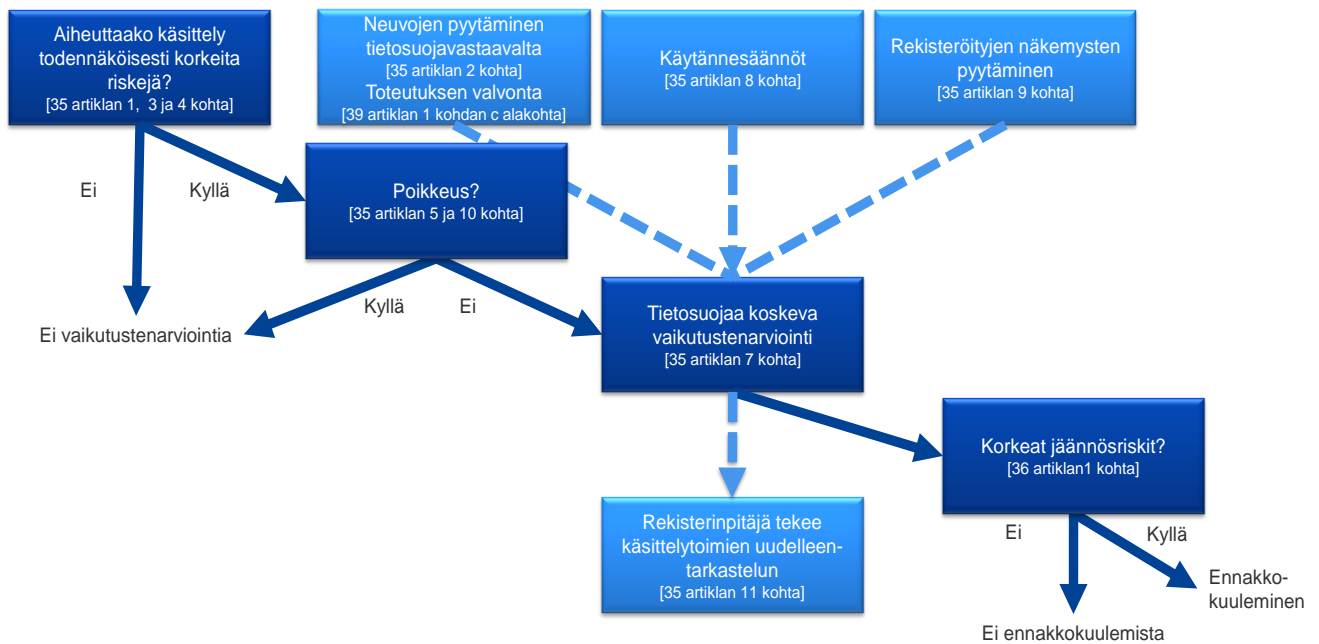 Aiheuttaako käsittely
todennäköisesti korkeita
riskejä?
[35 artiklan 1, 3 ja 4 kohta]
Neuvojen pyytäminen
tietosuojavastaavalta
[35 artiklan 2 kohta]
Toteutuksen valvonta
[39 artiklan 1 kohdan c alakohta]
Käytännesäännöt
[35 artiklan 8 kohta]
Rekisteröityjen näkemysten
pyytäminen
[35 artiklan 9 kohta]
Ei
Kyllä
Poikkeus?
[35 artiklan 5 ja 10 kohta]
Kyllä
Ei
Ei vaikutustenarviointia
Tietosuojaa koskeva
vaikutustenarviointi
[35 artiklan 7 kohta]
Korkeat jäännösriskit?
[36 artiklan1 kohta]
Rekisterinpitäjä tekee
käsittelytoimien uudelleen-
tarkastelun
[35 artiklan 11 kohta]
Ei
Kyllä
Ennakko-
kuuleminen
Ei ennakkokuulemista